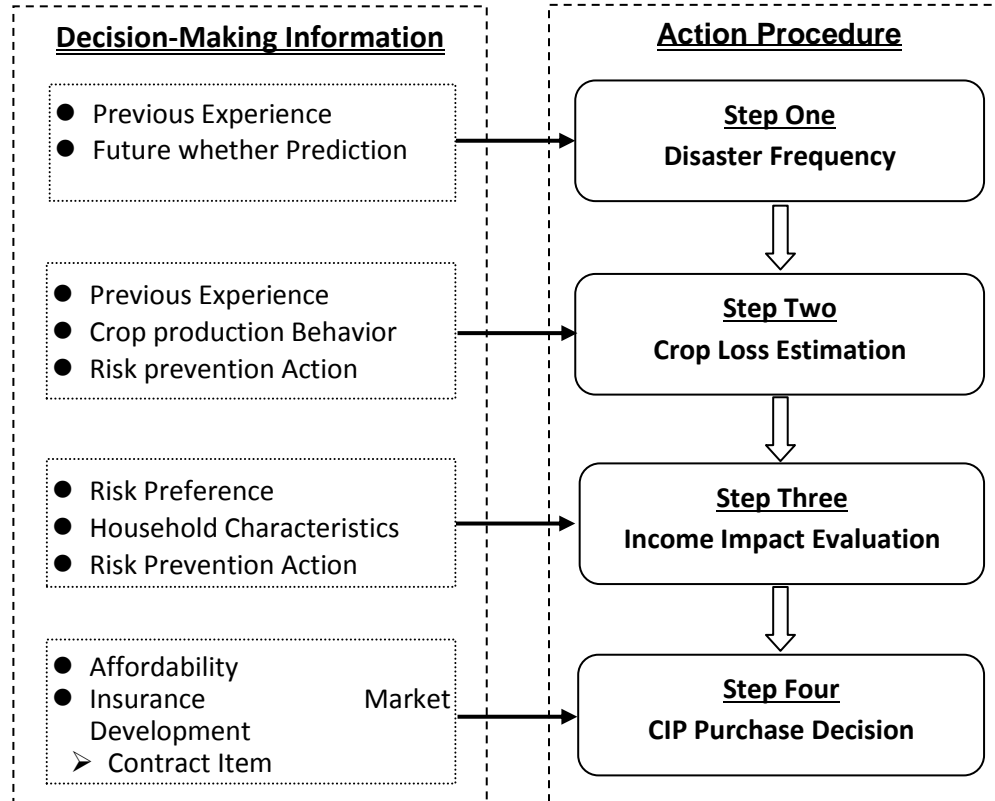 Decision-Making Information
● Previous Experience
● Future whether Prediction
● Previous Experience
● Crop production Behavior
● Risk prevention Action
● Risk Preference
● Household Characteristics
● Risk Prevention Action
● Affordability
● Insurance Market
Development
➢ Contract Item
Action Procedure
Step One
Disaster Frequency
Step Two
Crop Loss Estimation
Step Three
Income Impact Evaluation
Step Four
CIP Purchase Decision